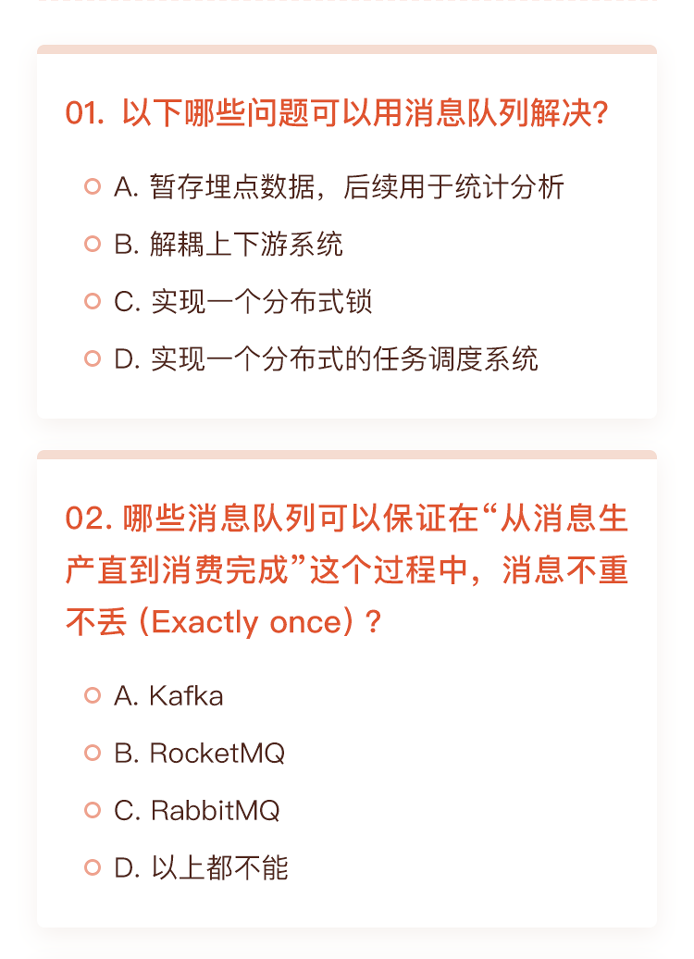 01. 以下哪些问题可以用消息队列解决?
A. 暂存埋点数据，后续用于统计分析
B. 解耦上下游系统
C. 实现一个分布式锁
D. 实现一个分布式的任务调度系统
02. 哪些消息队列可以保证在“从消息生
产直到消费完成”这个过程中，消息不重
不丢（Exactly once）?
A. Kafka
B. RocketMQ
C. RabbitMQ
D. 以上都不能